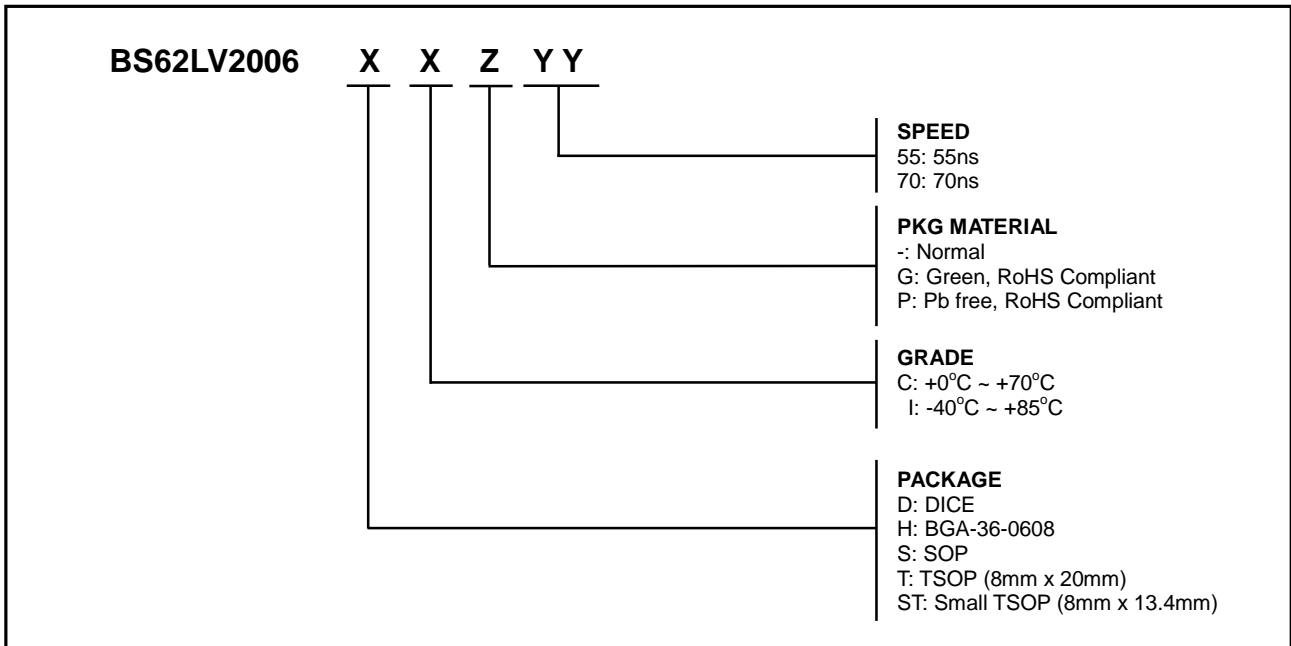 BS62LV2006 X X Z Y Y
SPEED
55: 55ns
70: 70ns
PKG MATERIAL
-: Normal
G: Green, RoHS Compliant
P: Pb free, RoHS Compliant
GRADE
C: +0°C ~ +70°C
I: -40°C ~ +85°C
PACKAGE
D: DICE
H: BGA-36-0608
S: SOP
T: TSOP (8mm x 20mm)
ST: Small TSOP (8mm x 13.4mm)